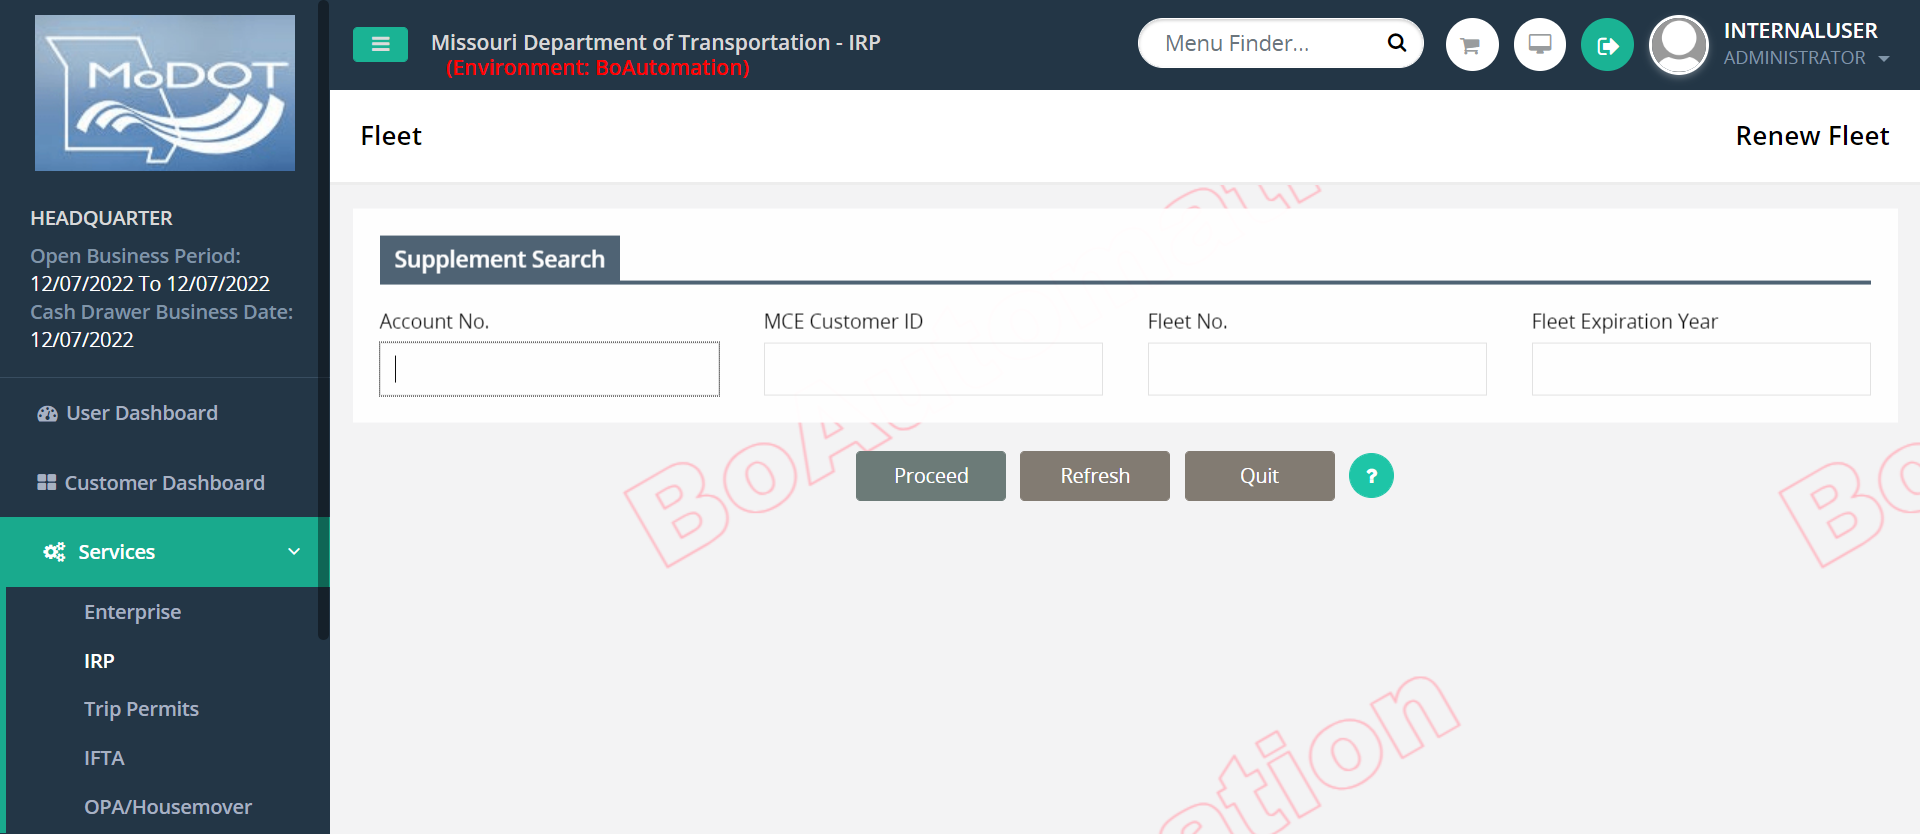 MoDOT
HEADQUARTER
Open Business Period:
12/07/2022 To 12/07/2022
Cash Drawer Business Date:
12/07/2022
User Dashboard
Customer Dashboard
Services
Enterprise
IRP
Trip Permits
IFTA
OPA/Housemover
Missouri Department of Transportation - IRP
(Environment: BoAutomation)
Menu Finder...
INTERNALUSER
ADMINISTRATOR
Fleet
Renew Fleet
Supplement Search
Account No.
MCE Customer ID
Fleet No.
Fleet Expiration Year
Proceed
Refresh
Quit
?